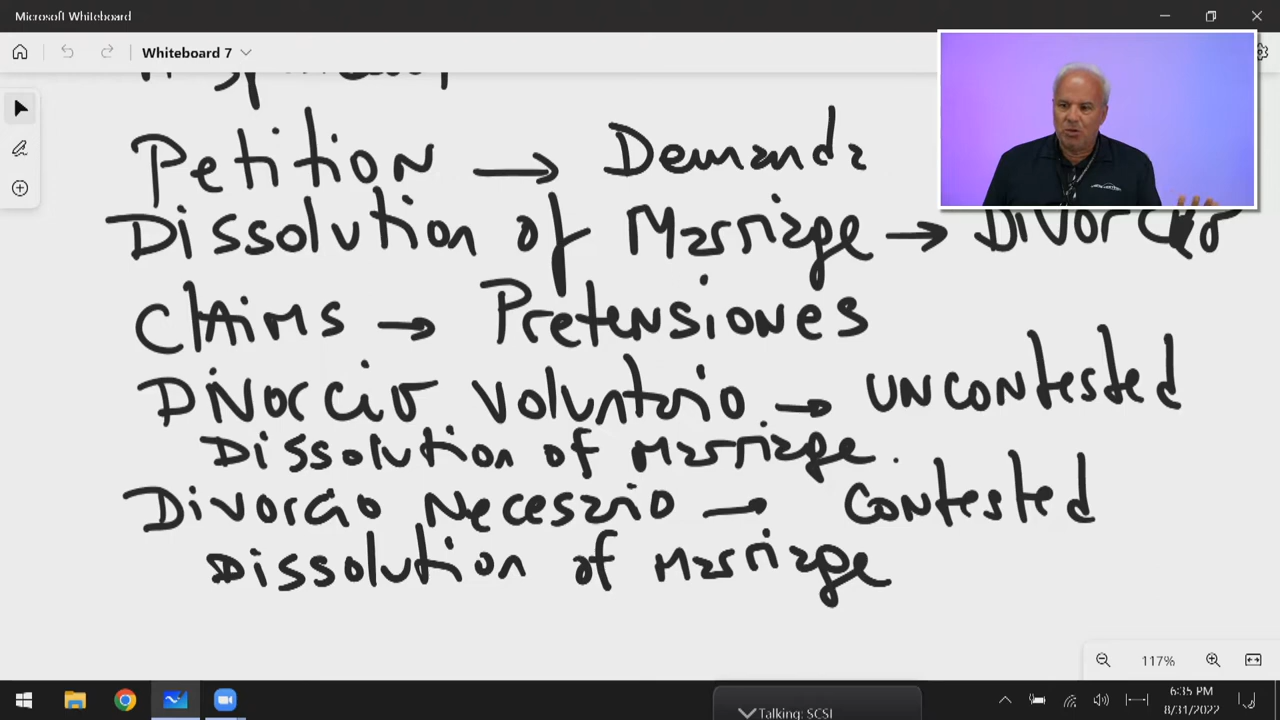 Microsoft Whiteboard
Whiteboard 7
Petition → Demanda
Dissolution of Marriage → Divorcio
Claims → Pretensiones
Divorcio Voluntario → Uncontested
Dissolution of Marriage.
Divorcio Necesario → Contested
Dissolution of Marriage
117%
Talking: SCSI
6:35 PM
8/31/2022